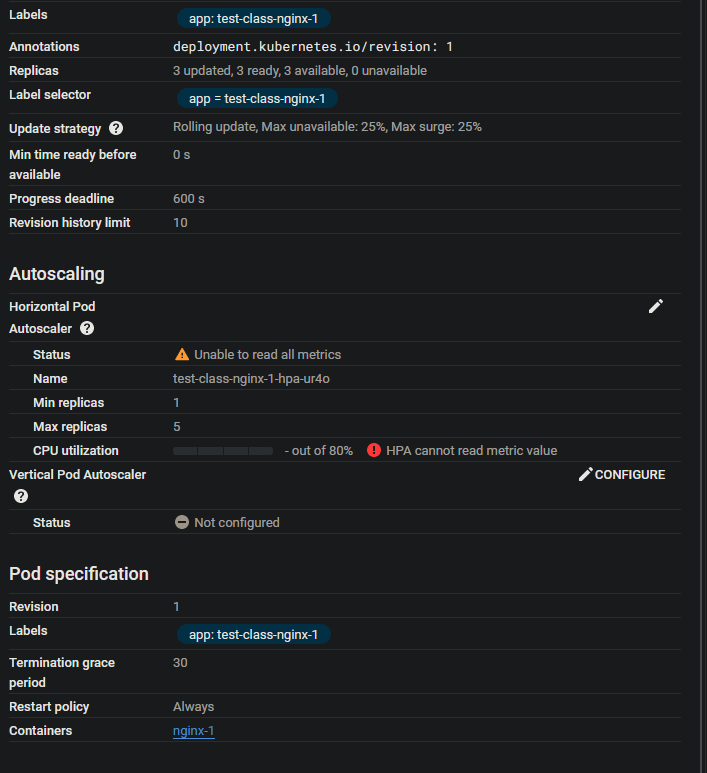 Labels
app: test-class-nginx-1
Annotations
deployment.kubernetes.io/revision: 1
Replicas
3 updated, 3 ready, 3 available, 0 unavailable
Label selector
app = test-class-nginx-1
Update strategy ?
Rolling update, Max unavailable: 25%, Max surge: 25%
Min time ready before
available
0 s
Progress deadline
600 s
Revision history limit
10
Autoscaling
Horizontal Pod
Autoscaler ?
Status
Unable to read all metrics
Name
test-class-nginx-1-hpa-ur4o
Min replicas
1
Max replicas
5
CPU utilization
- out of 80% HPA cannot read metric value
Vertical Pod Autoscaler
?
CONFIGURE
Status
Not configured
Pod specification
Revision
1
Labels
app: test-class-nginx-1
Termination grace
period
30
Restart policy
Always
Containers
nginx-1